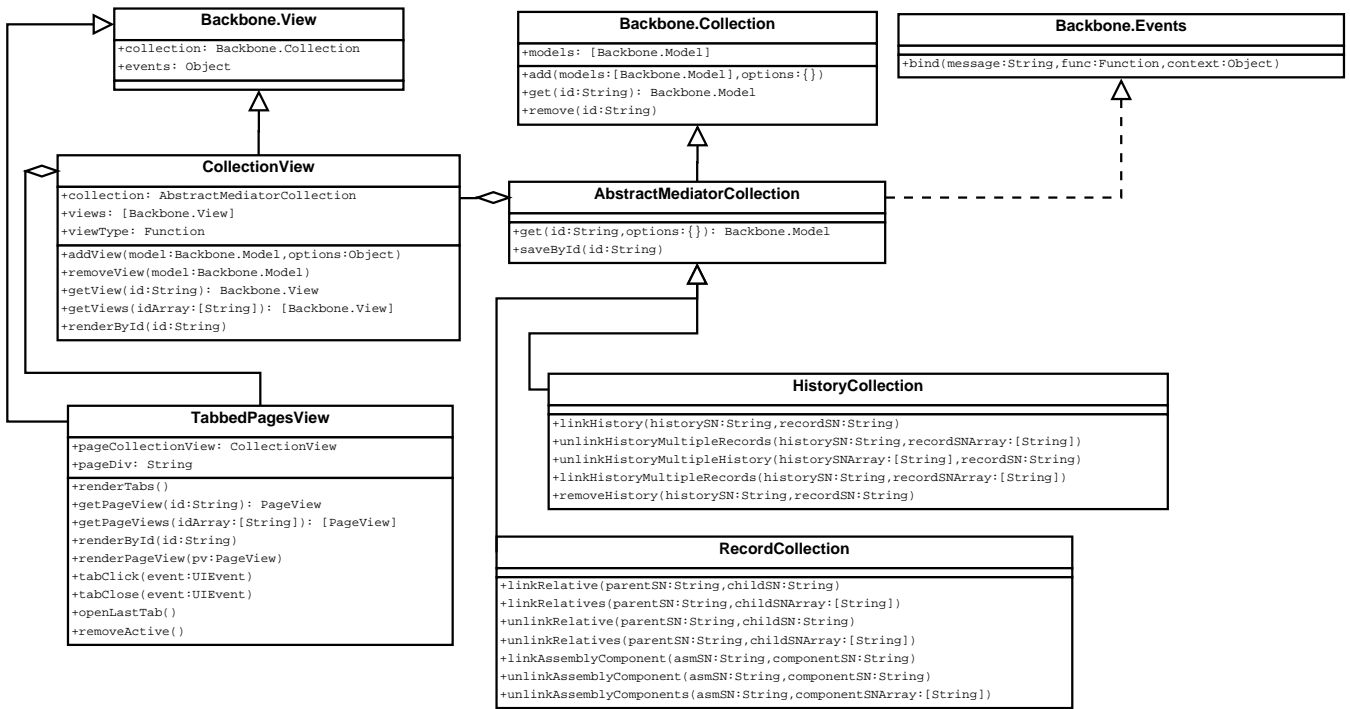 Backbone.View
+collection: Backbone.Collection
+events: Object
Backbone.Collection
+models: [Backbone.Model]
+add(models:[Backbone.Model],options:{})
+get(id:String): Backbone.Model
+remove(id:String)
Backbone.Events
+bind(message:String,func:Function,context:Object)
CollectionView
+collection: AbstractMediatorCollection
+views: [Backbone.View]
+viewType: Function
+addView(model:Backbone.Model,options:Object)
+removeView(model:Backbone.Model)
+getView(id:String): Backbone.View
+getViews(idArray:[String]): [Backbone.View]
+renderById(id:String)
AbstractMediatorCollection
+get(id:String,options:{}): Backbone.Model
+saveById(id:String)
HistoryCollection
+linkHistory(historySN:String,recordSN:String)
+unlinkHistoryMultipleRecords(historySN:String,recordSNArray:[String])
+unlinkHistoryMultipleHistory(historySNArray:[String],recordSN:String)
+linkHistoryMultipleRecords(historySN:String,recordSNArray:[String])
+removeHistory(historySN:String,recordSN:String)
TabbedPagesView
+pageCollectionView: CollectionView
+pageDiv: String
+renderTabs()
+getPageView(id:String): PageView
+getPageViews(idArray:[String]): [PageView]
+renderById(id:String)
+renderPageView(pv:PageView)
+tabClick(event:UIEvent)
+tabClose(event:UIEvent)
+openLastTab()
+removeActive()
RecordCollection
+linkRelative(parentSN:String,childSN:String)
+linkRelatives(parentSN:String,childSNArray:[String])
+unlinkRelative(parentSN:String,childSN:String)
+unlinkRelatives(parentSN:String,childSNArray:[String])
+linkAssemblyComponent(asmSN:String,componentSN:String)
+unlinkAssemblyComponent(asmSN:String,componentSN:String)
+unlinkAssemblyComponents(asmSN:String,componentSNArray:[String])